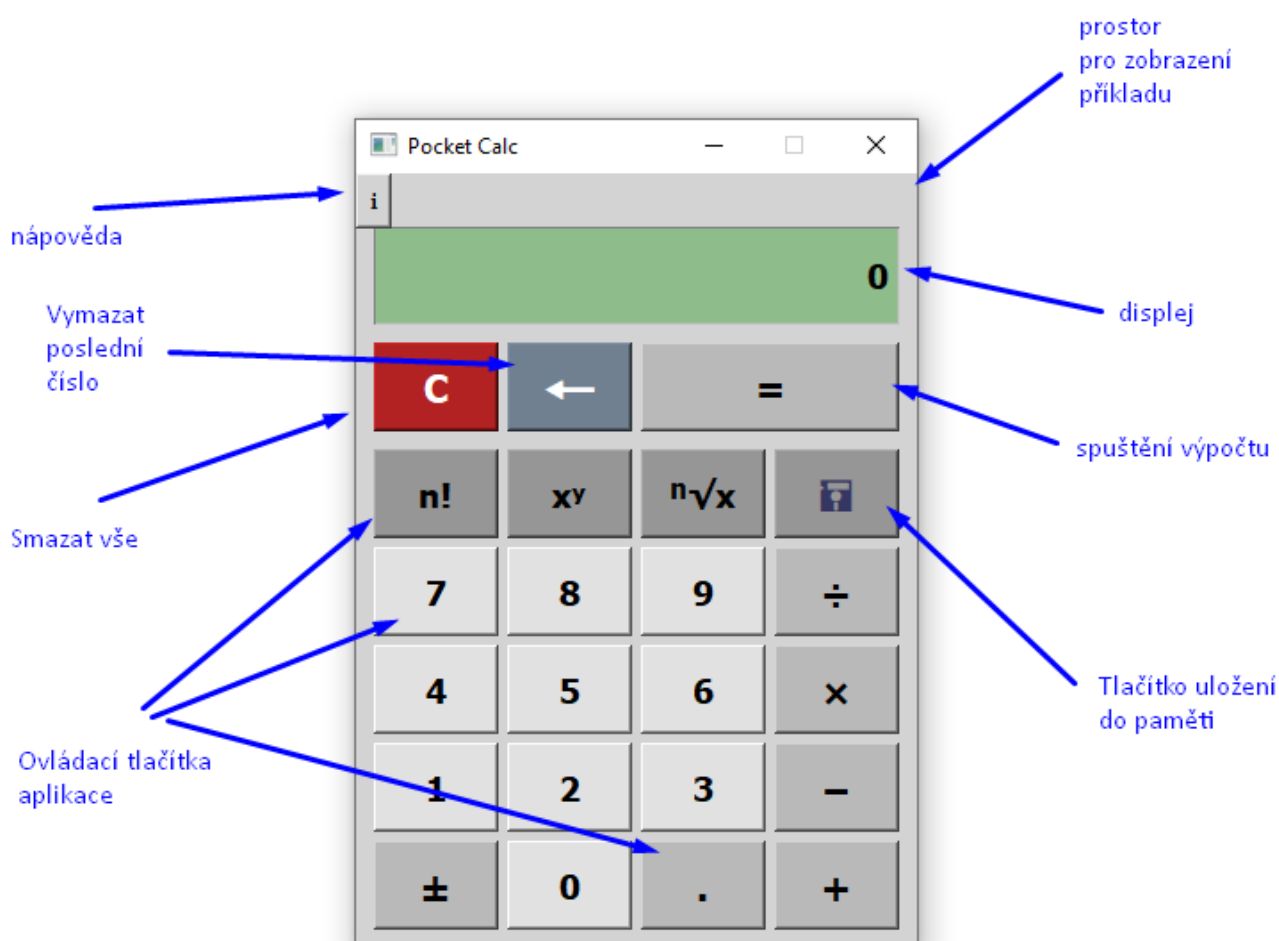 prostor
pro zobrazení
příkladu
Pocket Calc
i
nápověda
0
displej
Vymazat
poslední
číslo
C ← =
spuštění výpočtu
Smazat vše
n! xʸ ⁿ√x
7 8 9 ÷
4 5 6 ×
Tlačítko uložení
do paměti
Ovládací tlačítka
aplikace
1 2 3 −
± 0 . +